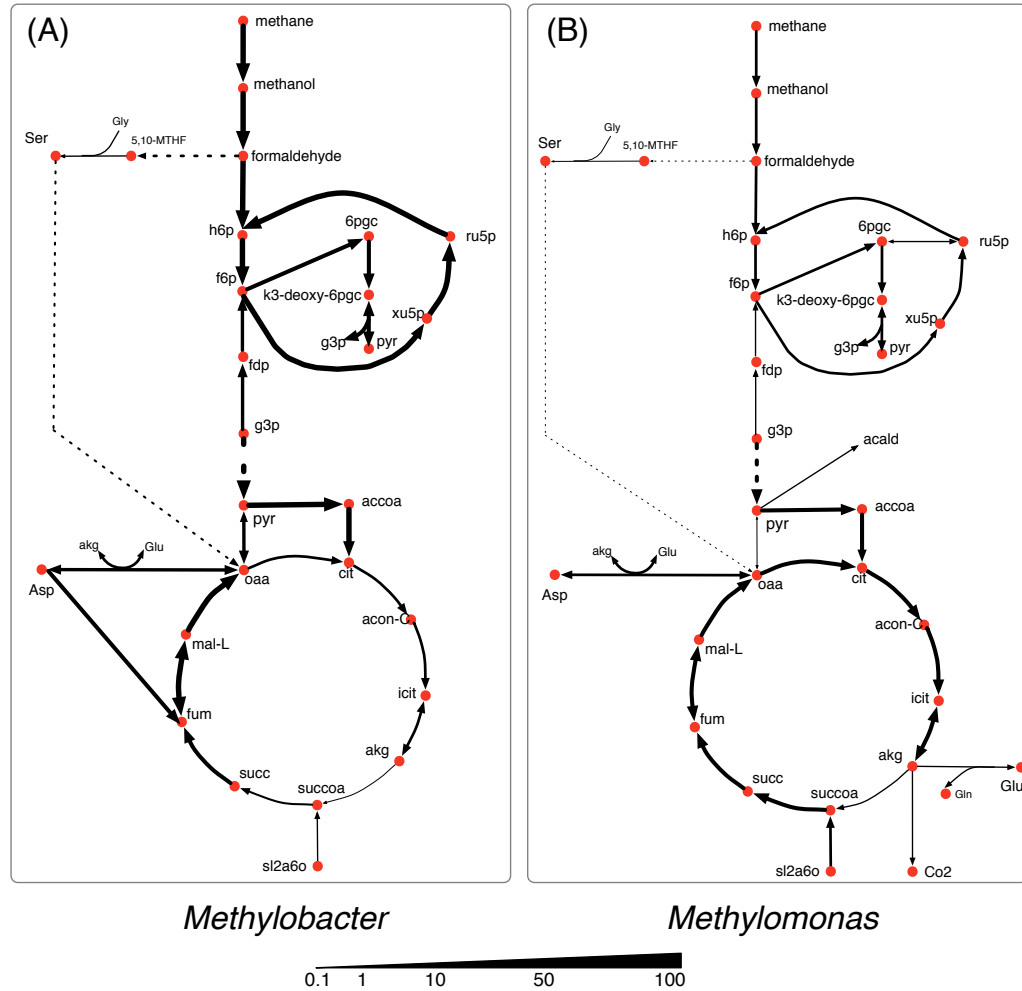 (A)
methane
methanol
Gly
Ser
5,10-MTHF
formaldehyde
h6p
6pgc
ru5p
f6p
k3-deoxy-6pgc
xu5p
g3p
pyr
fdp
g3p
accoa
pyr
akg
Glu
Asp
oaa
cit
acon-C
mal-L
icit
fum
akg
succ
succoa
sl2a6o
Methylobacter
(B)
methane
methanol
Gly
Ser
5,10-MTHF
formaldehyde
h6p
6pgc
ru5p
f6p
k3-deoxy-6pgc
xu5p
g3p
pyr
fdp
g3p
acald
accoa
pyr
akg
Glu
Asp
oaa
cit
acon-C
mal-L
icit
fum
akg
succ
succoa
Gln
Glu
sl2a6o
Co2
Methylomonas
0.1 1 10 50 100